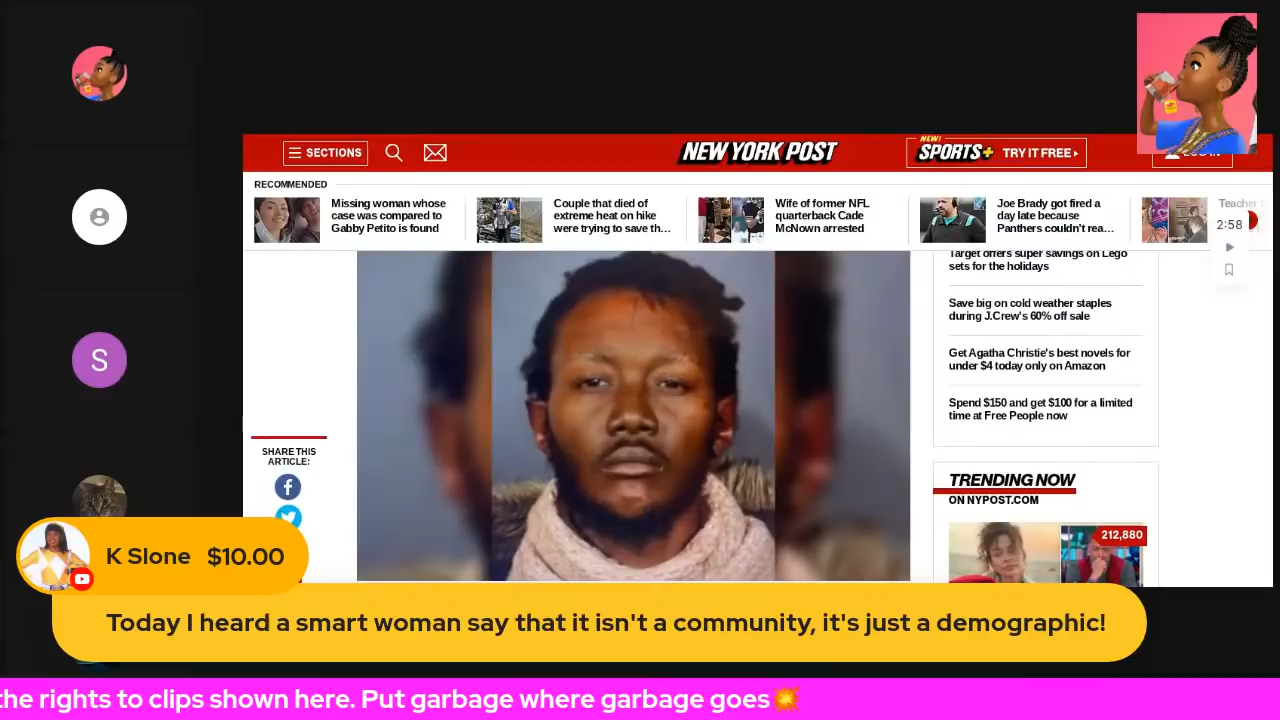 SECTIONS
NEW YORK POST
NEW!
SPORTS+ TRY IT FREE
RECOMMENDED
Missing woman whose
case was compared to
Gabby Petito is found
Couple that died of
extreme heat on hike
were trying to save th...
Wife of former NFL
quarterback Cade
McNown arrested
Joe Brady got fired a
day late because
Panthers couldn't rea...
Teacher
2:58
Target offers super savings on Lego
sets for the holidays
Save big on cold weather staples
during J.Crew's 60% off sale
Get Agatha Christie's best novels for
under $4 today only on Amazon
Spend $150 and get $100 for a limited
time at Free People now
SHARE THIS
ARTICLE:
TRENDING NOW
ON NYPOST.COM
212,880
S
K Slone $10.00
Today I heard a smart woman say that it isn't a community, it's just a demographic!
the rights to clips shown here. Put garbage where garbage goes💥